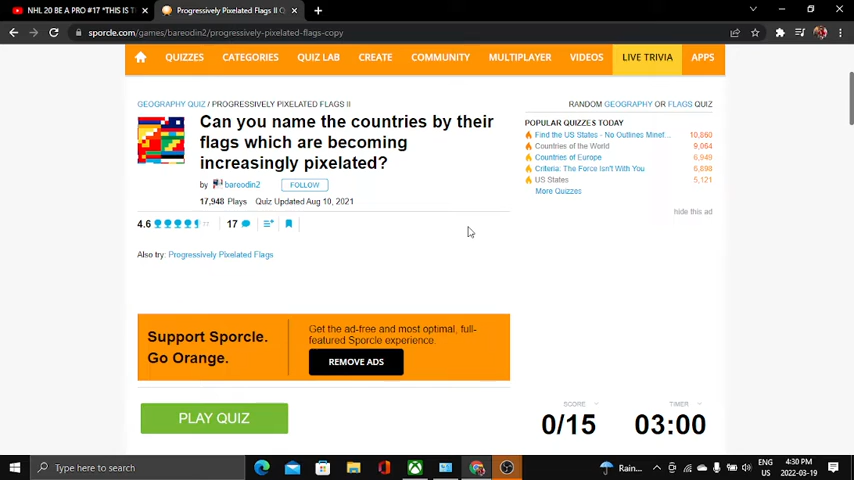 NHL 20 BE A PRO #17 *THIS IS T
Progressively Pixelated Flags II Q
sporcle.com/games/bareodin2/progressively-pixelated-flags-copy
QUIZZES CATEGORIES QUIZ LAB CREATE COMMUNITY MULTIPLAYER VIDEOS LIVE TRIVIA APPS
GEOGRAPHY QUIZ / PROGRESSIVELY PIXELATED FLAGS II
Can you name the countries by their
flags which are becoming
increasingly pixelated?
by bareodin2 FOLLOW
17,948 Plays Quiz Updated Aug 10, 2021
4.6 77 17
Also try: Progressively Pixelated Flags
RANDOM GEOGRAPHY OR FLAGS QUIZ
POPULAR QUIZZES TODAY
Find the US States - No Outlines Minef... 10,860
Countries of the World 9,064
Countries of Europe 6,949
Criteria: The Force Isn't With You 6,898
US States 5,121
More Quizzes
hide this ad
Support Sporcle.
Go Orange.
Get the ad-free and most optimal, full-
featured Sporcle experience.
REMOVE ADS
PLAY QUIZ
SCORE
0/15
TIMER
03:00
Type here to search
Rain...
ENG
US
4:30 PM
2022-03-19